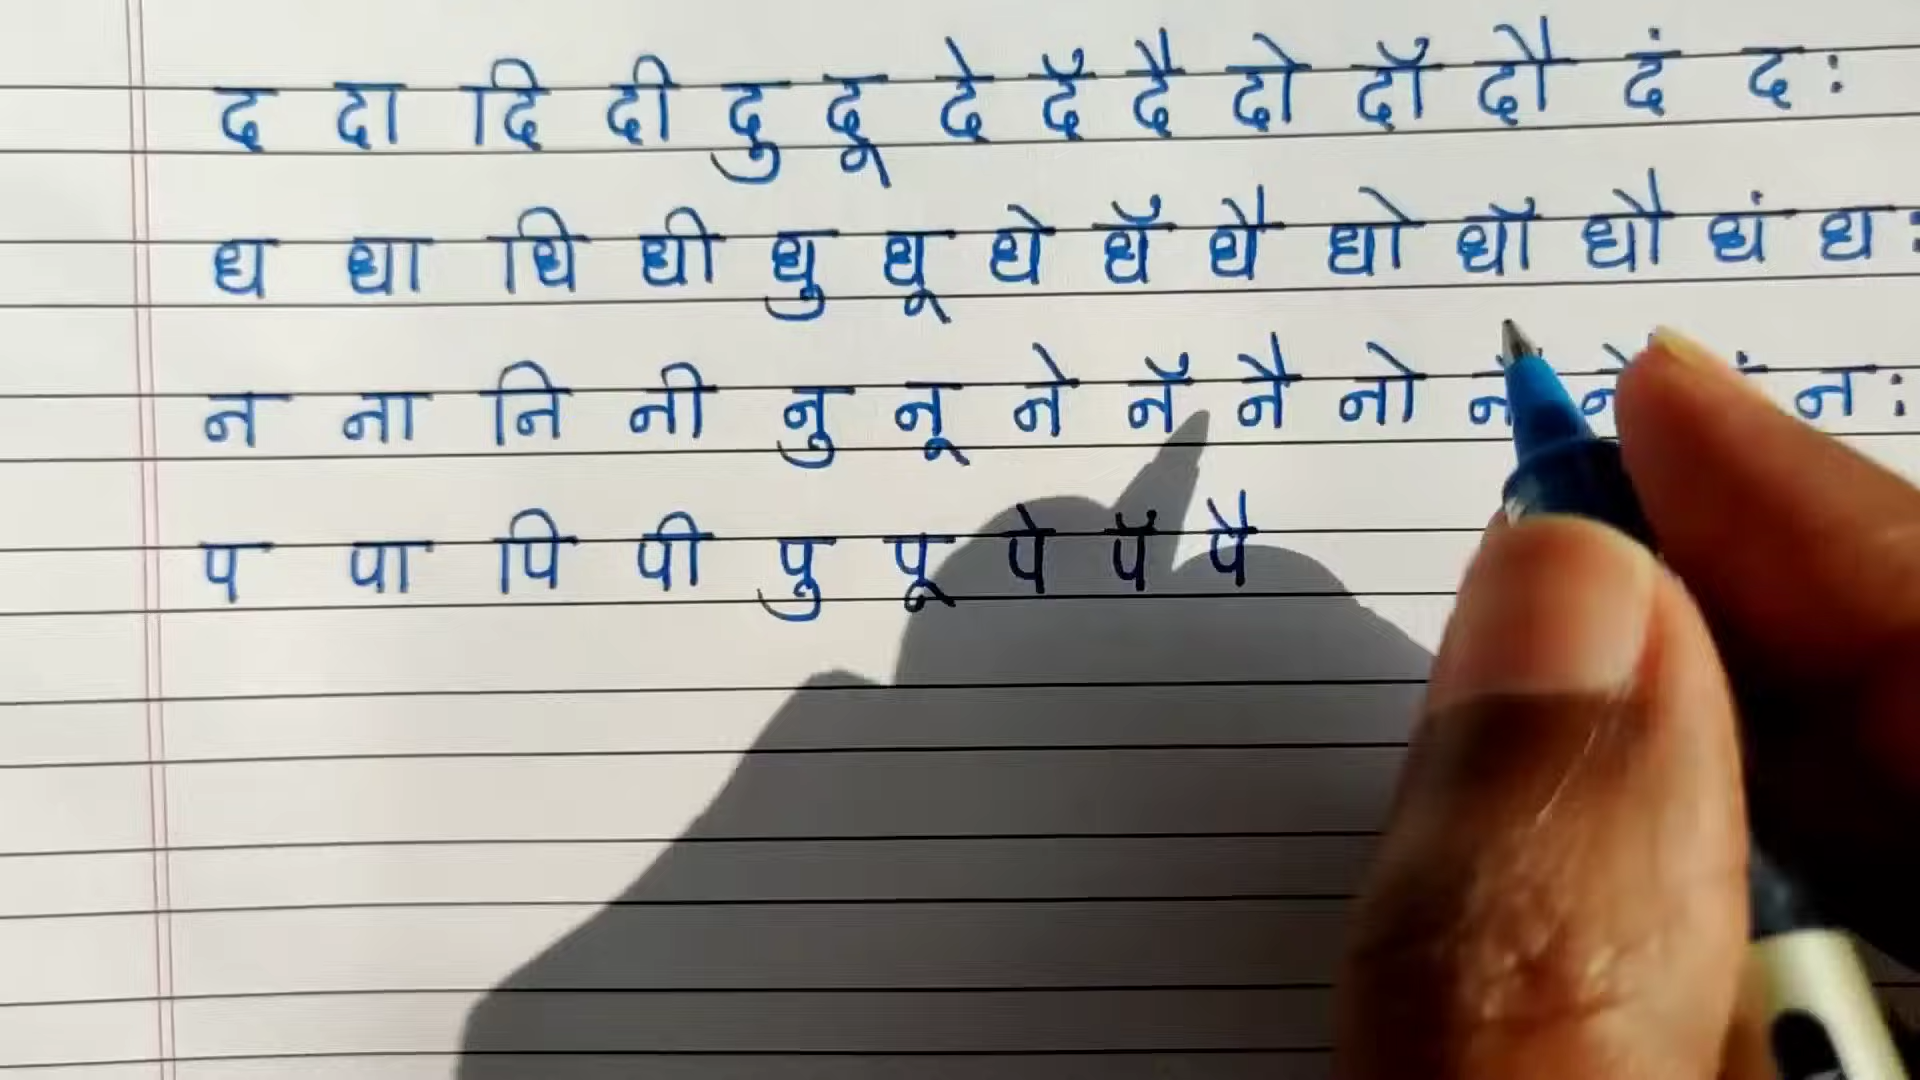 द दा दि दी दु दू दे दॅ दै दो दॉ दौ दं दः
ध धा धि धी धु धू धे धॅ धै धो धॉ धौ धं धः
न ना नि नी नु नू ने नॅ नै नो नः
प पा पि पी पु पू पे पॅ पै